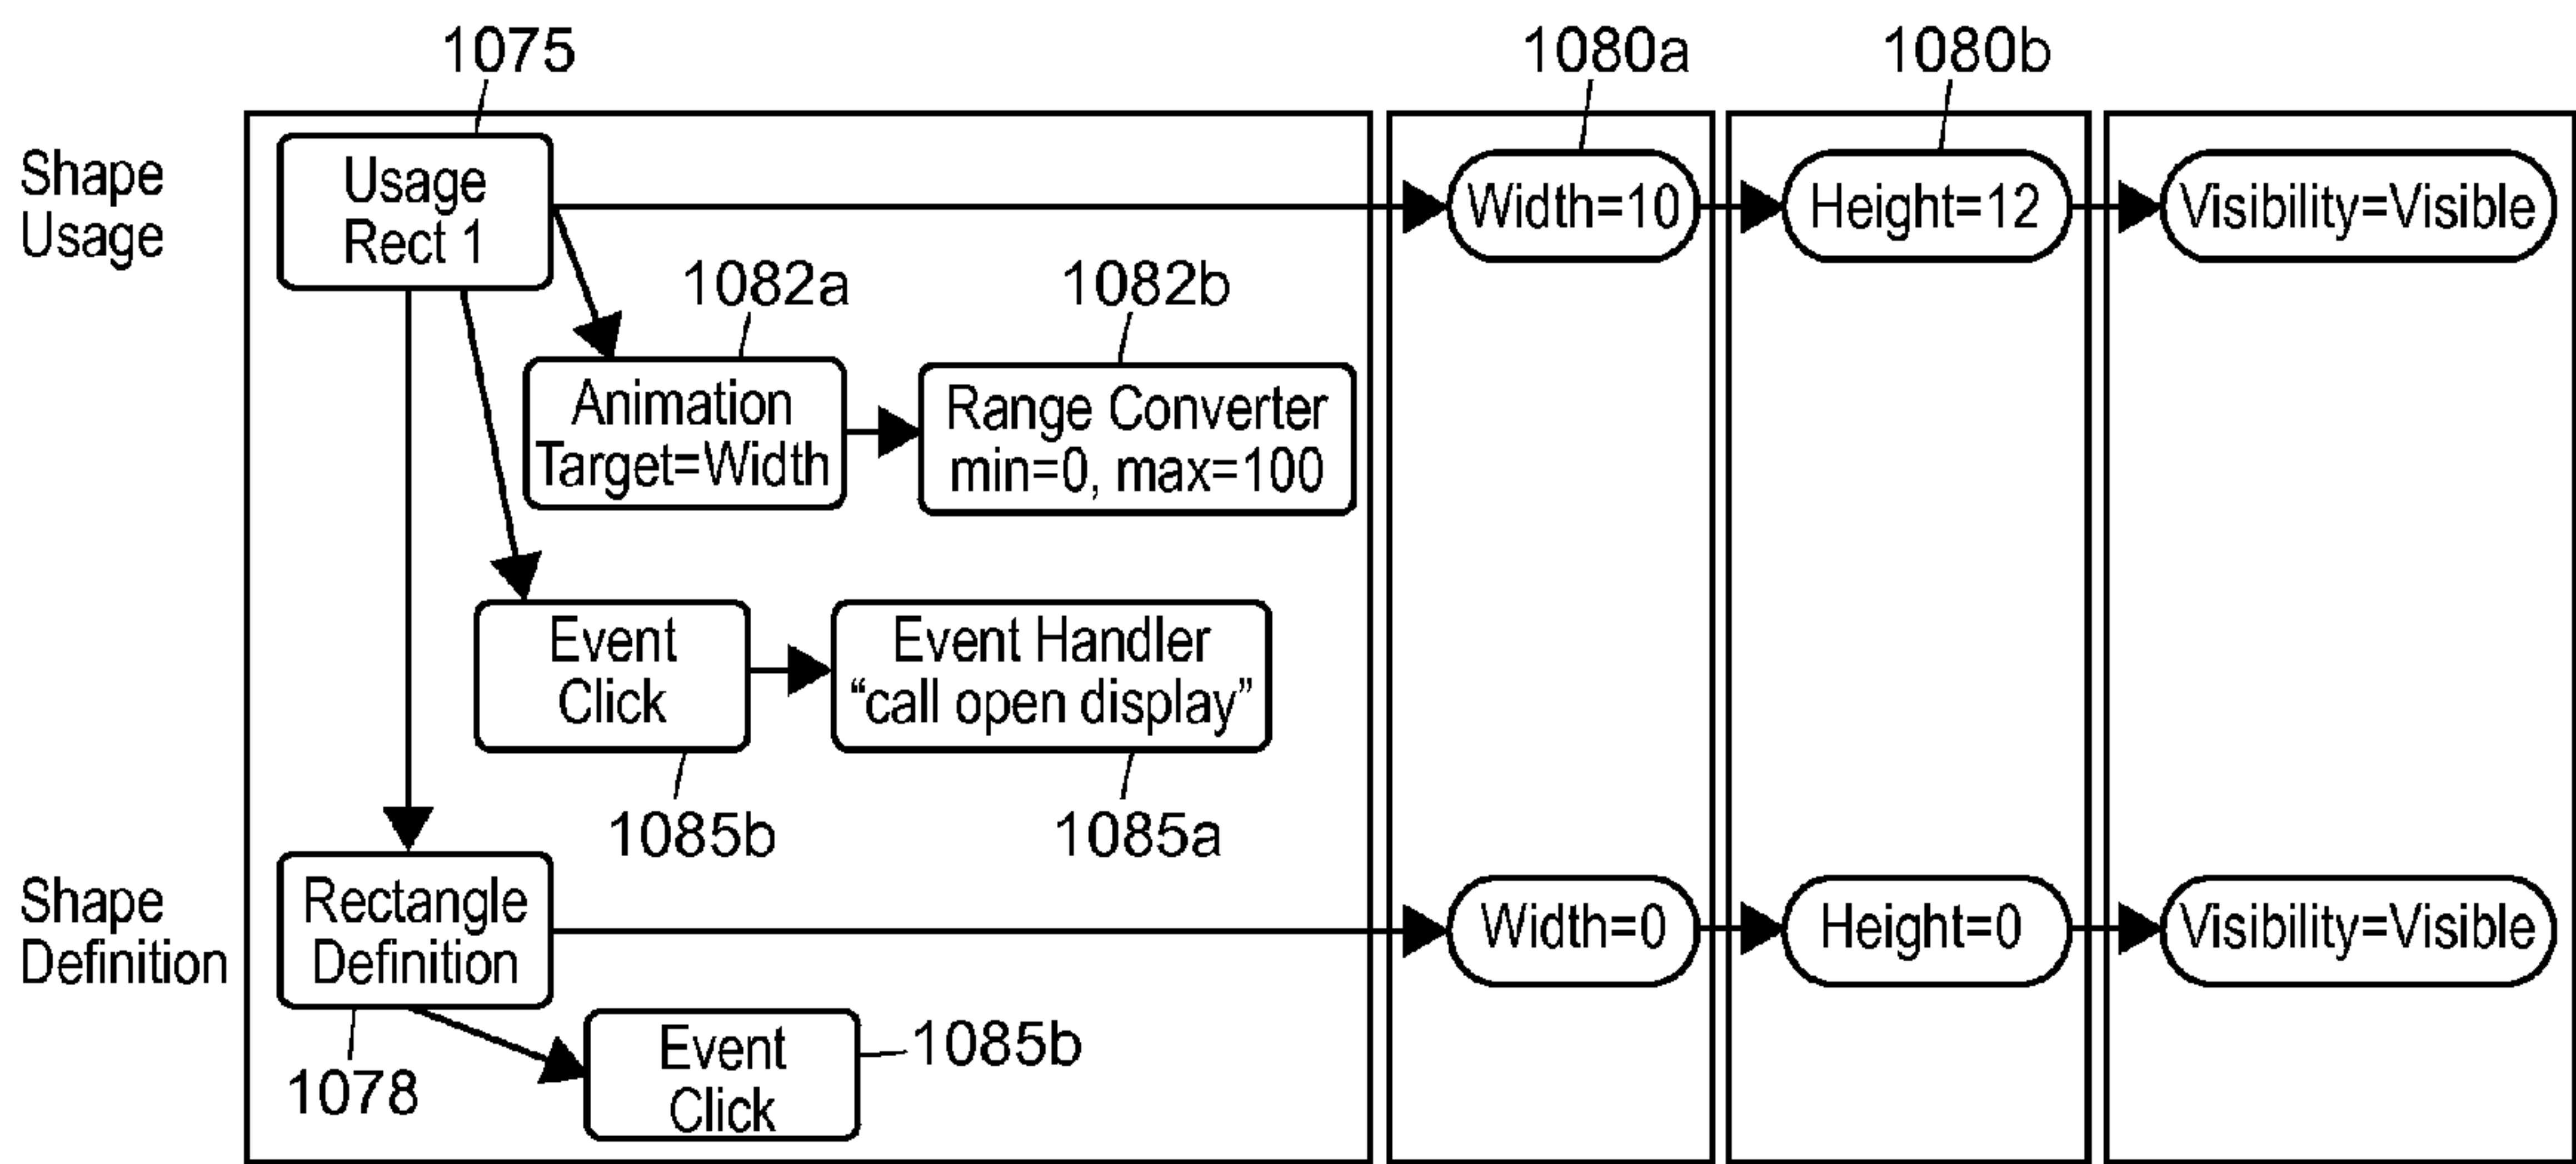 1075
1080a
1080b
Shape
Usage
Usage
Rect 1
Width=10
Height=12
Visibility=Visible
1082a
1082b
Animation
Target=Width
Range Converter
min=0, max=100
Event
Click
Event Handler
“call open display”
1085b
1085a
Shape
Definition
Rectangle
Definition
Width=0
Height=0
Visibility=Visible
1078
Event
Click
1085b